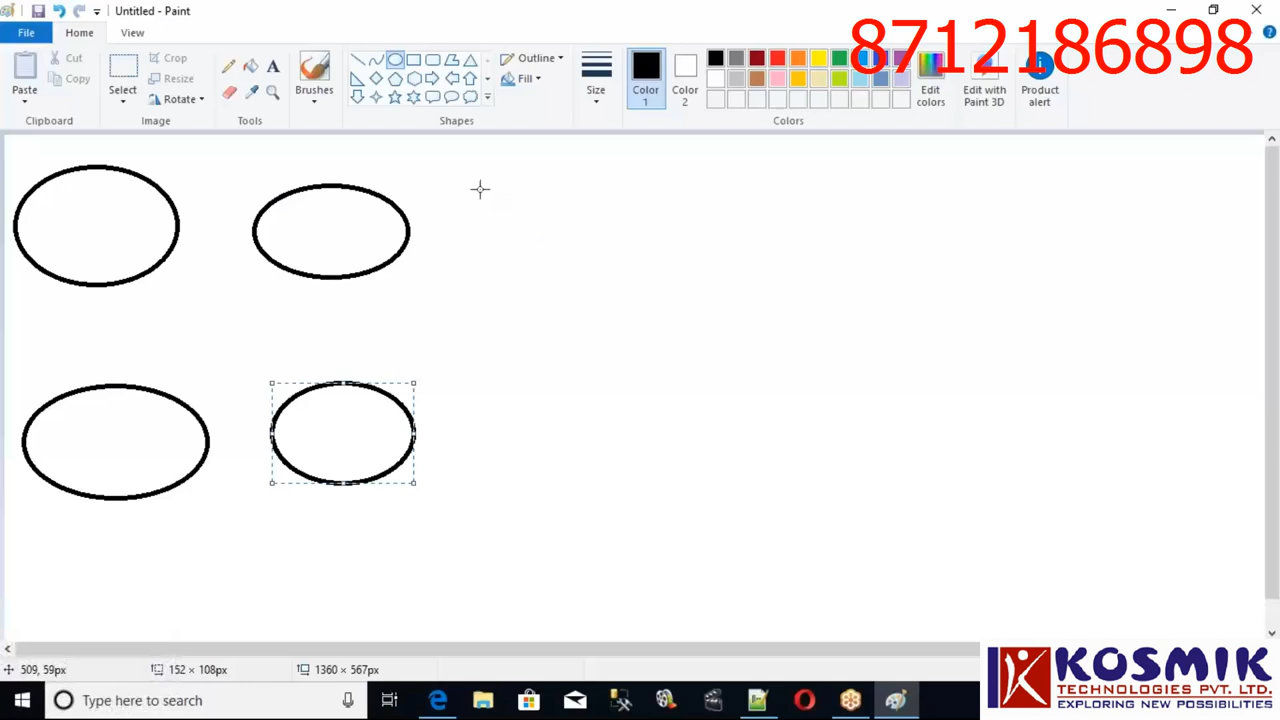 Untitled - Paint
File
Home
View
8712186898
Paste
Cut
Copy
Clipboard
Select
Crop
Resize
Rotate
Image
A
Tools
Brushes
Outline
Fill
Shapes
Size
Color
1
Color
2
Edit
colors
Colors
Edit with
Paint 3D
Product
alert
509, 59px
152 × 108px
1360 × 567px
Type here to search
KOSMIK
TECHNOLOGIES PVT. LTD.
EXPLORING NEW POSSIBILITIES